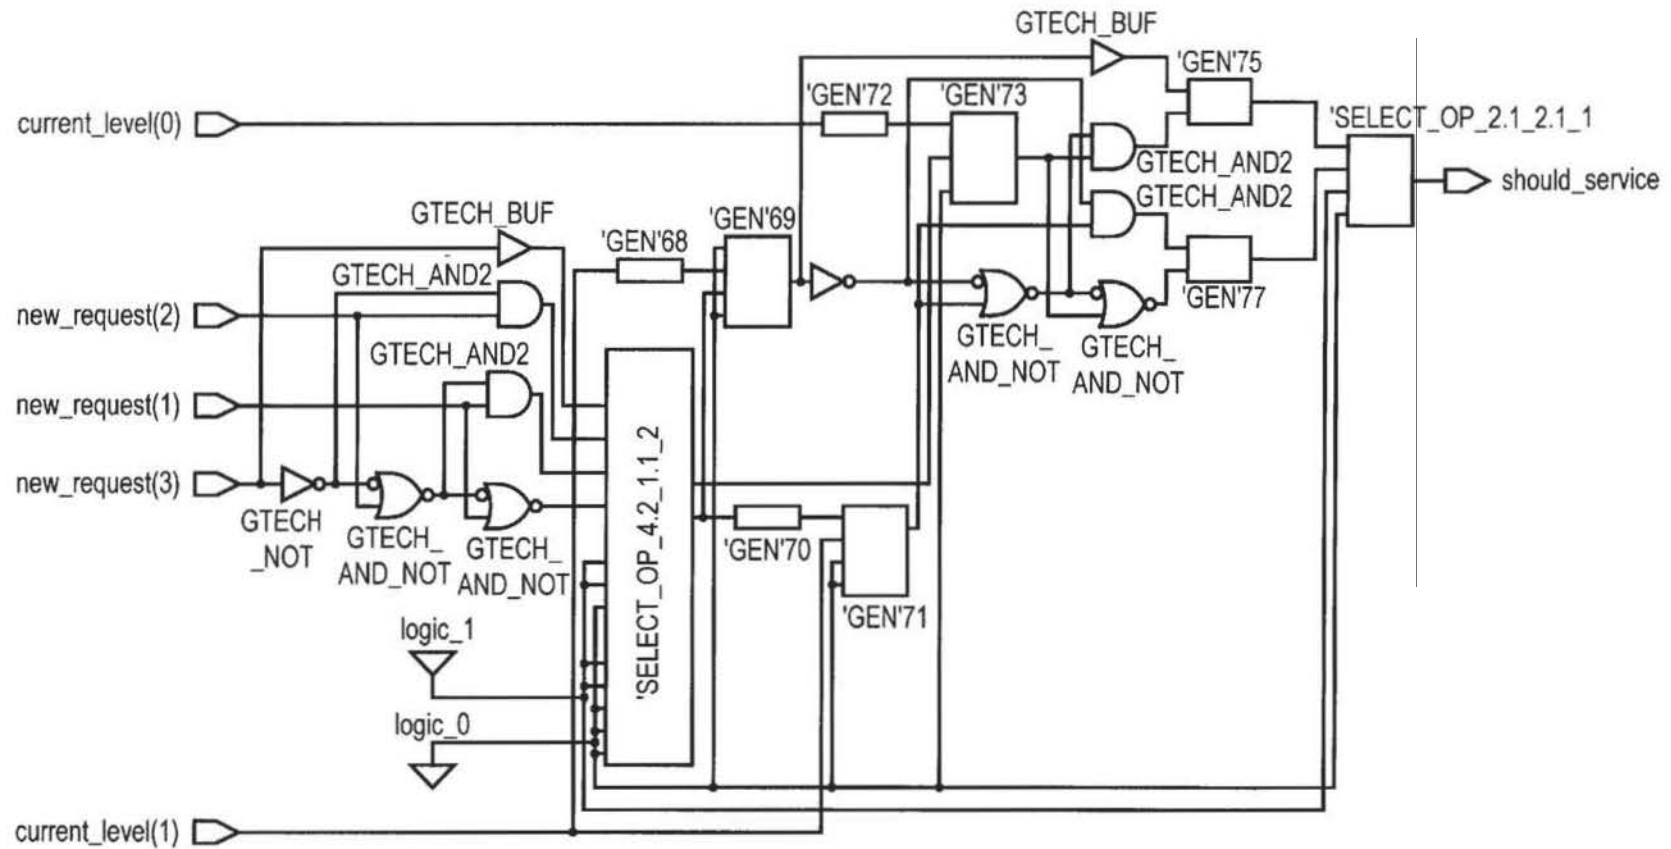 GTECH_BUF
'GEN'75
'GEN'72
'GEN'73
current_level(0)
'SELECT_OP_2.1_2.1_1
GTECH_AND2
GTECH_AND2
should_service
GTECH_BUF
'GEN'69
'GEN'68
GTECH_AND2
new_request(2)
'GEN'77
GTECH_
AND_NOT
GTECH_
AND_NOT
GTECH_AND2
new_request(1)
new_request(3)
GTECH
_NOT
GTECH_
AND_NOT
GTECH_
AND_NOT
'SELECT_OP_4.2_1.1_2
'GEN'70
'GEN'71
logic_1
logic_0
current_level(1)